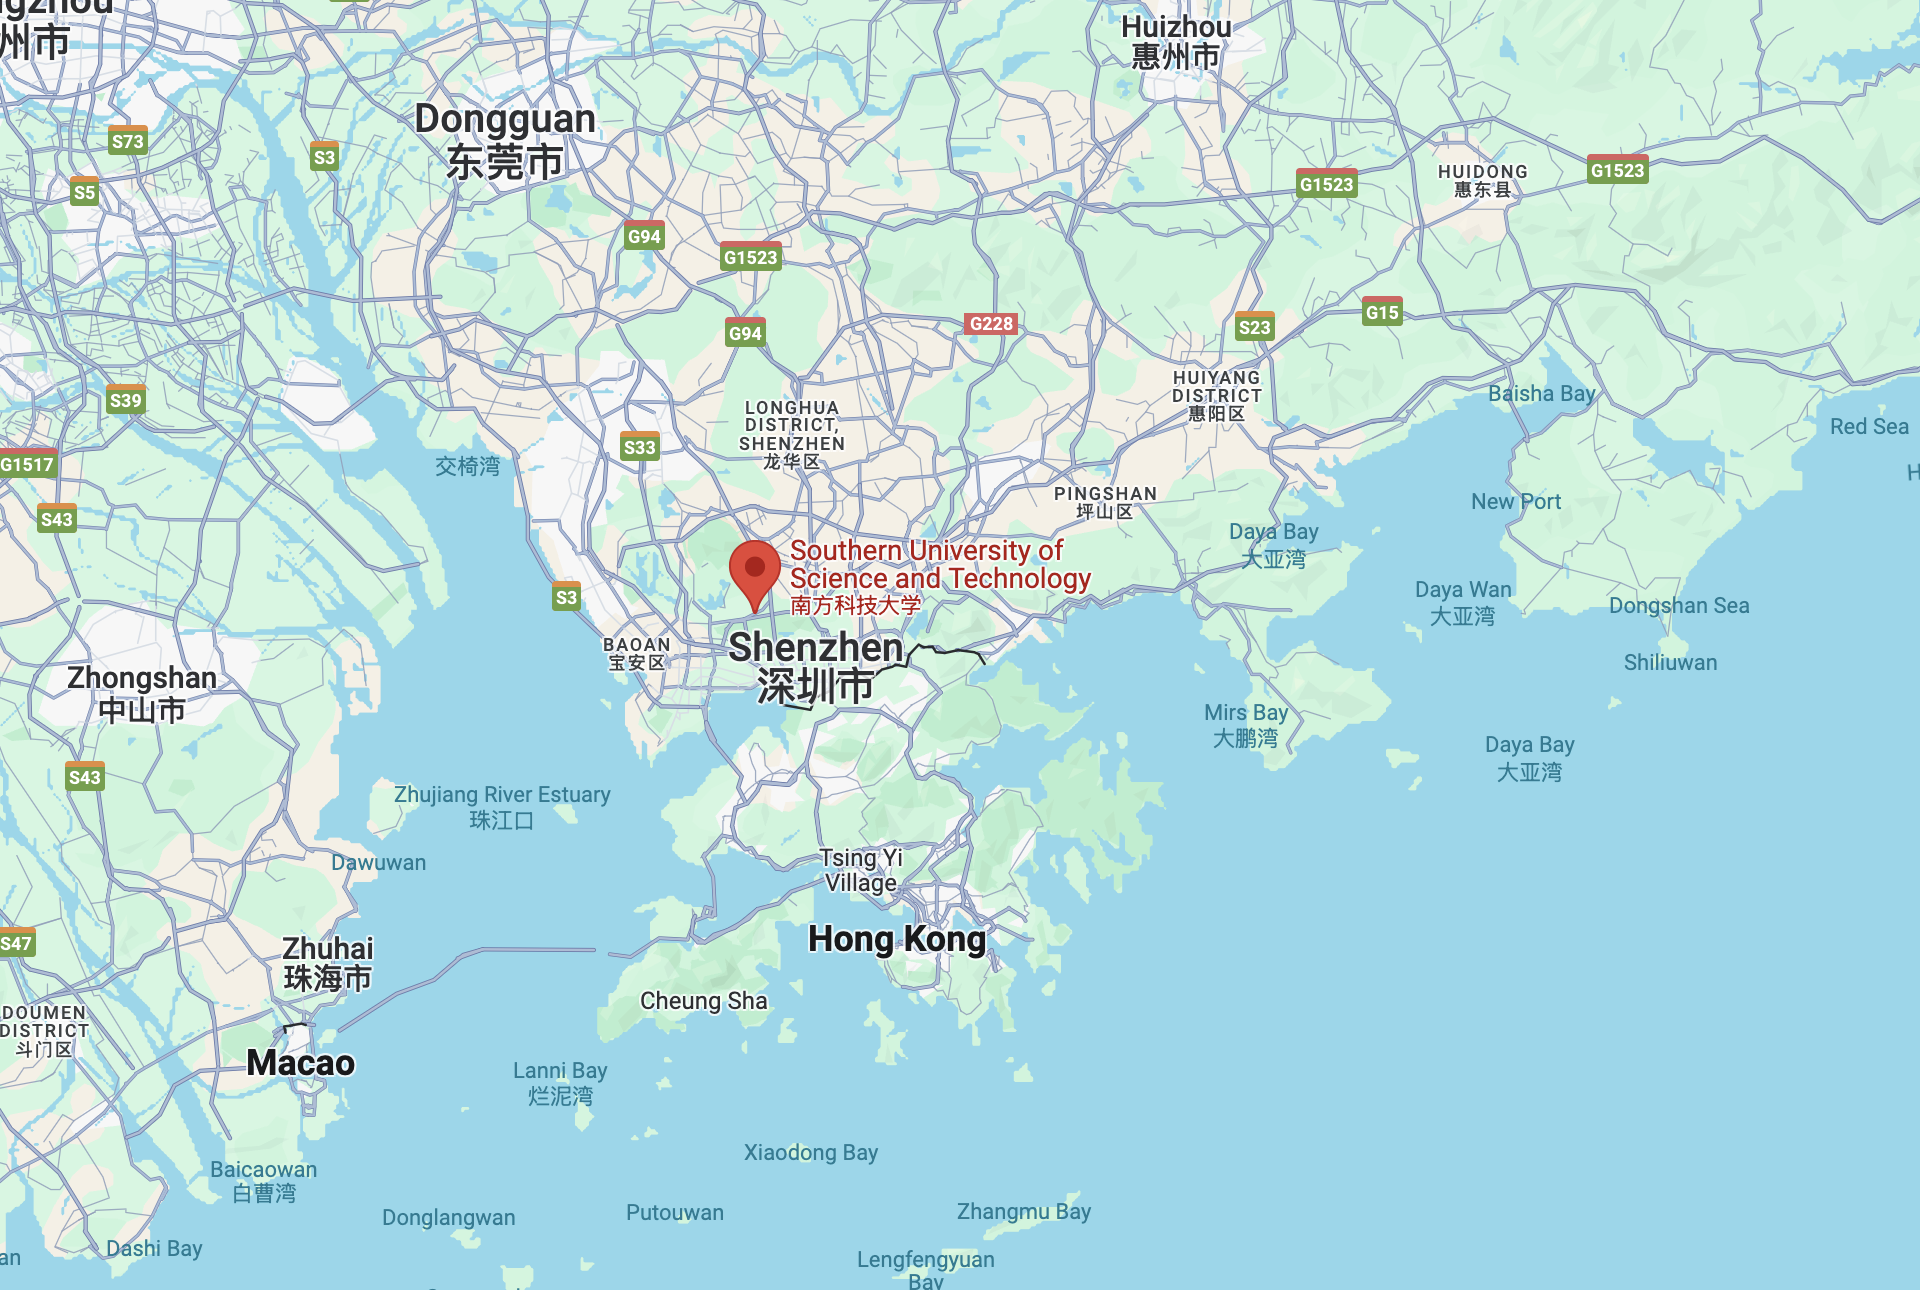 州市
Huizhou
惠州市
Dongguan
东莞市
S73
S3
S5
G1523
HUIDONG
惠东县
G1523
G94
G1523
G94
G228
S23
G15
S39
LONGHUA
DISTRICT,
SHENZHEN
龙华区
HUIYANG
DISTRICT
惠阳区
Baisha Bay
Red Sea
S33
G1517
交椅湾
PINGSHAN
坪山区
New Port
S43
Daya Bay
大亚湾
Southern University of
Science and Technology
南方科技大学
S3
Daya Wan
大亚湾
Dongshan Sea
BAOAN
宝安区
Shenzhen
深圳市
Shiliuwan
Zhongshan
中山市
Mirs Bay
大鹏湾
Daya Bay
大亚湾
S43
Zhujiang River Estuary
珠江口
Dawuwan
Tsing Yi
Village
S47
Zhuhai
珠海市
Hong Kong
Cheung Sha
DOUMEN
DISTRICT
斗门区
Macao
Lanni Bay
烂泥湾
Xiaodong Bay
Baicaowan
白曹湾
Donglangwan
Putouwan
Zhangmu Bay
Dashi Bay
Lengfengyuan
Bay